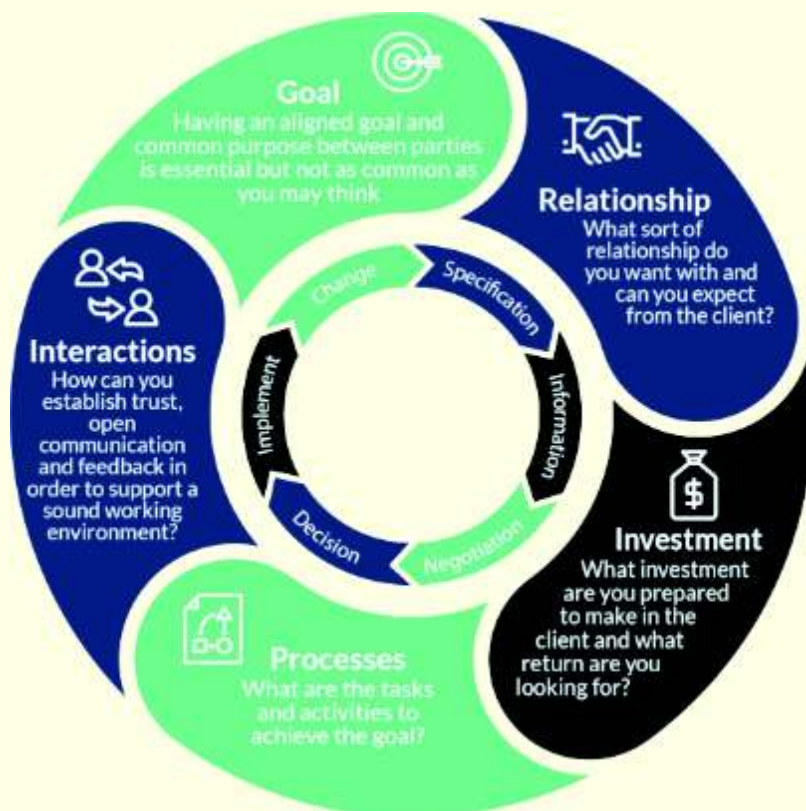 Goal
Having an aligned goal and
common purpose between parties
is essential but not as common as
you may think
Relationship
What sort of
relationship do
you want with and
can you expect
from the client?
Investment
What investment
are you prepared
to make in the
client and what
return are you
looking for?
Processes
What are the tasks
and activities to
achieve the goal?
Interactions
How can you
establish trust,
open
communication
and feedback in
order to support a
sound working
environment?
Change
Specification
Information
Negotiation
Decision
Implement
$